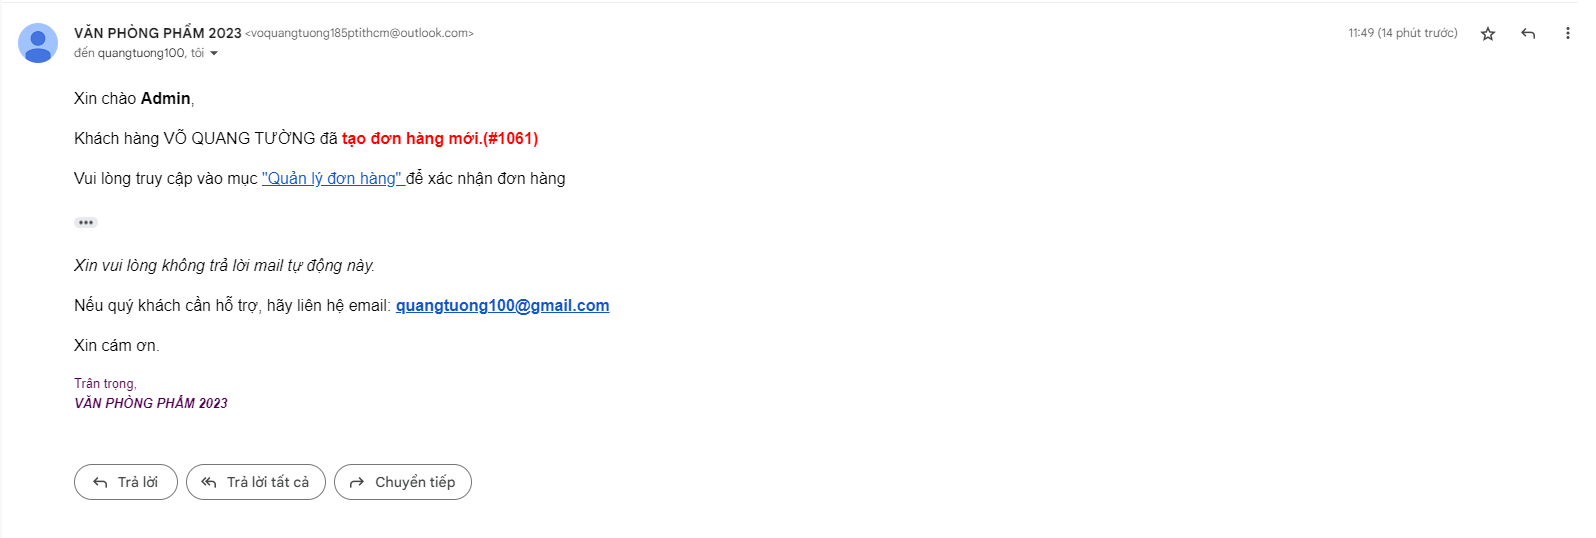 VĂN PHÒNG PHẨM 2023 <voquangtuong185ptithcm@outlook.com> 11:49 (14 phút trước)
đến quangtuong100, tôi
Xin chào Admin,
Khách hàng VÕ QUANG TƯỜNG đã tạo đơn hàng mới.(#1061)
Vui lòng truy cập vào mục "Quản lý đơn hàng" để xác nhận đơn hàng
Xin vui lòng không trả lời mail tự động này.
Nếu quý khách cần hỗ trợ, hãy liên hệ email: quangtuong100@gmail.com
Xin cám ơn.
Trân trọng,
VĂN PHÒNG PHẨM 2023
Trả lời Trả lời tất cả Chuyển tiếp